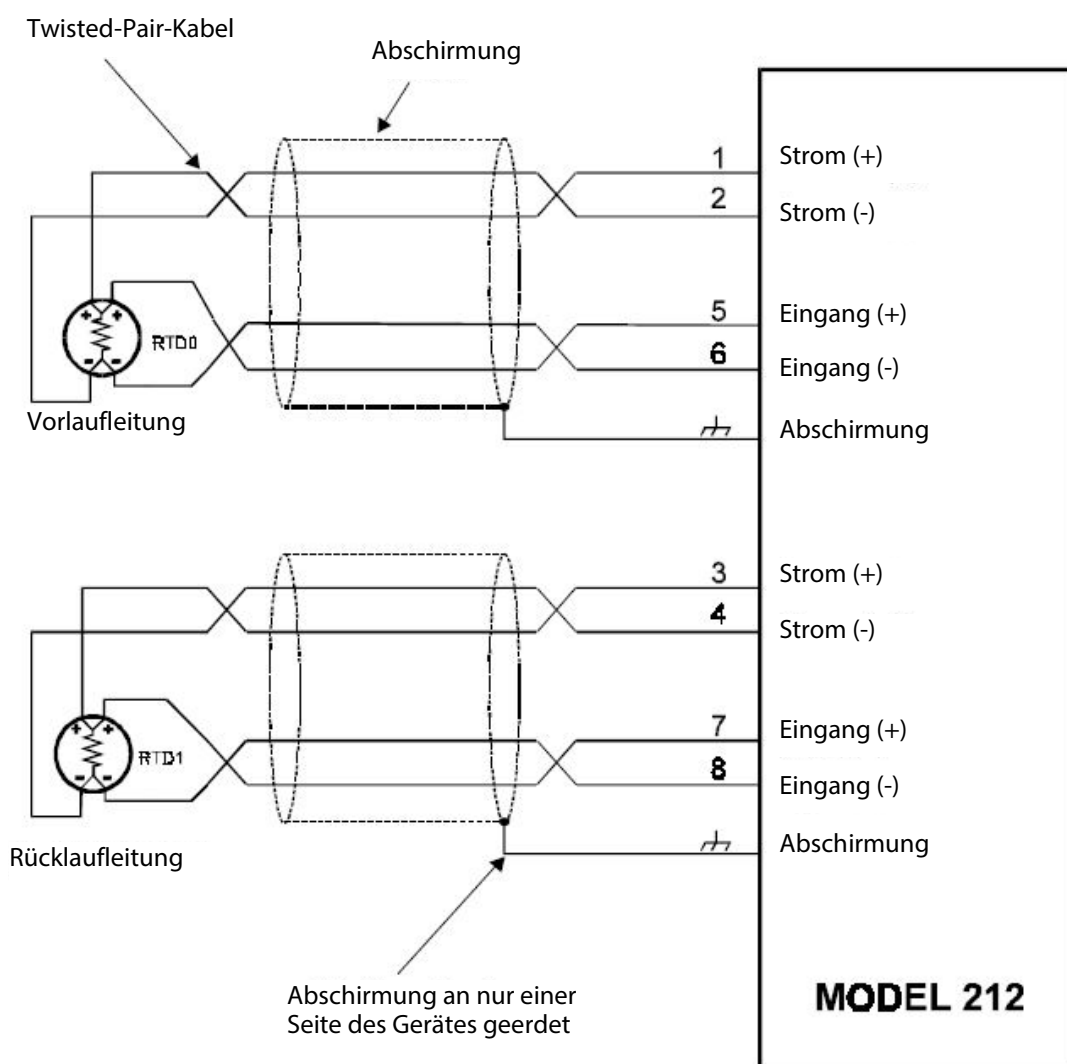 Twisted-Pair-Kabel
Abschirmung
1 Strom (+)
2 Strom (-)
+ +
RTD0
- -
5 Eingang (+)
6 Eingang (-)
Vorlaufleitung
Abschirmung
3 Strom (+)
4 Strom (-)
+ +
RTD1
- -
7 Eingang (+)
8 Eingang (-)
Rücklaufleitung
Abschirmung
Abschirmung an nur einer
Seite des Gerätes geerdet
MODEL 212